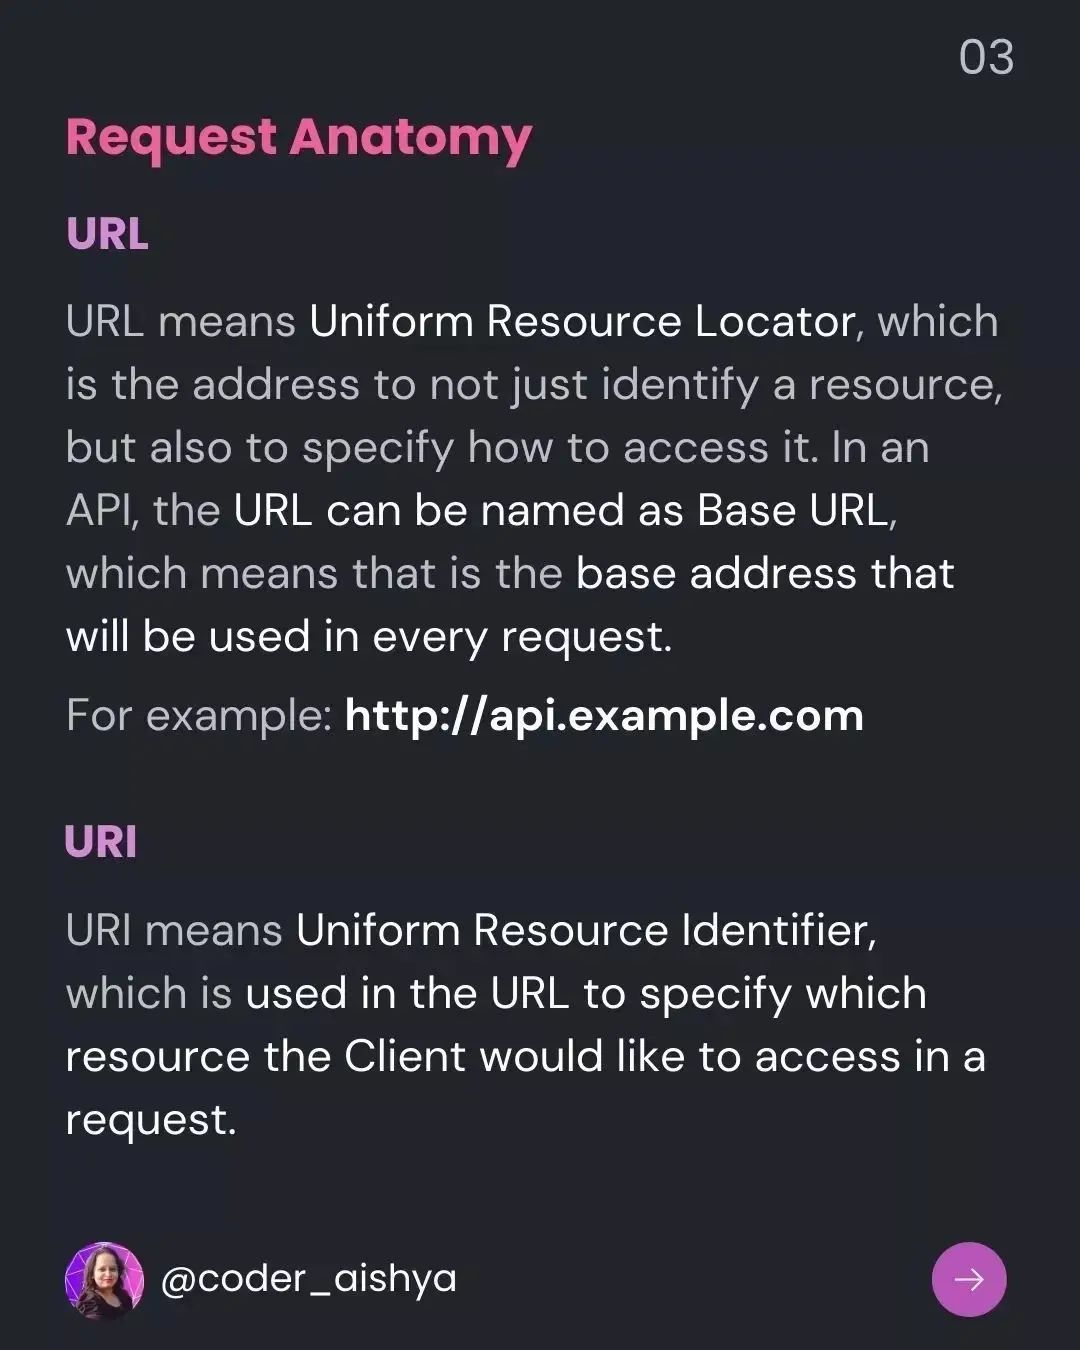 03
Request Anatomy
URL
URL means Uniform Resource Locator, which
is the address to not just identify a resource,
but also to specify how to access it. In an
API, the URL can be named as Base URL,
which means that is the base address that
will be used in every request.
For example: http://api.example.com
URI
URI means Uniform Resource Identifier,
which is used in the URL to specify which
resource the Client would like to access in a
request.
@coder_aishya